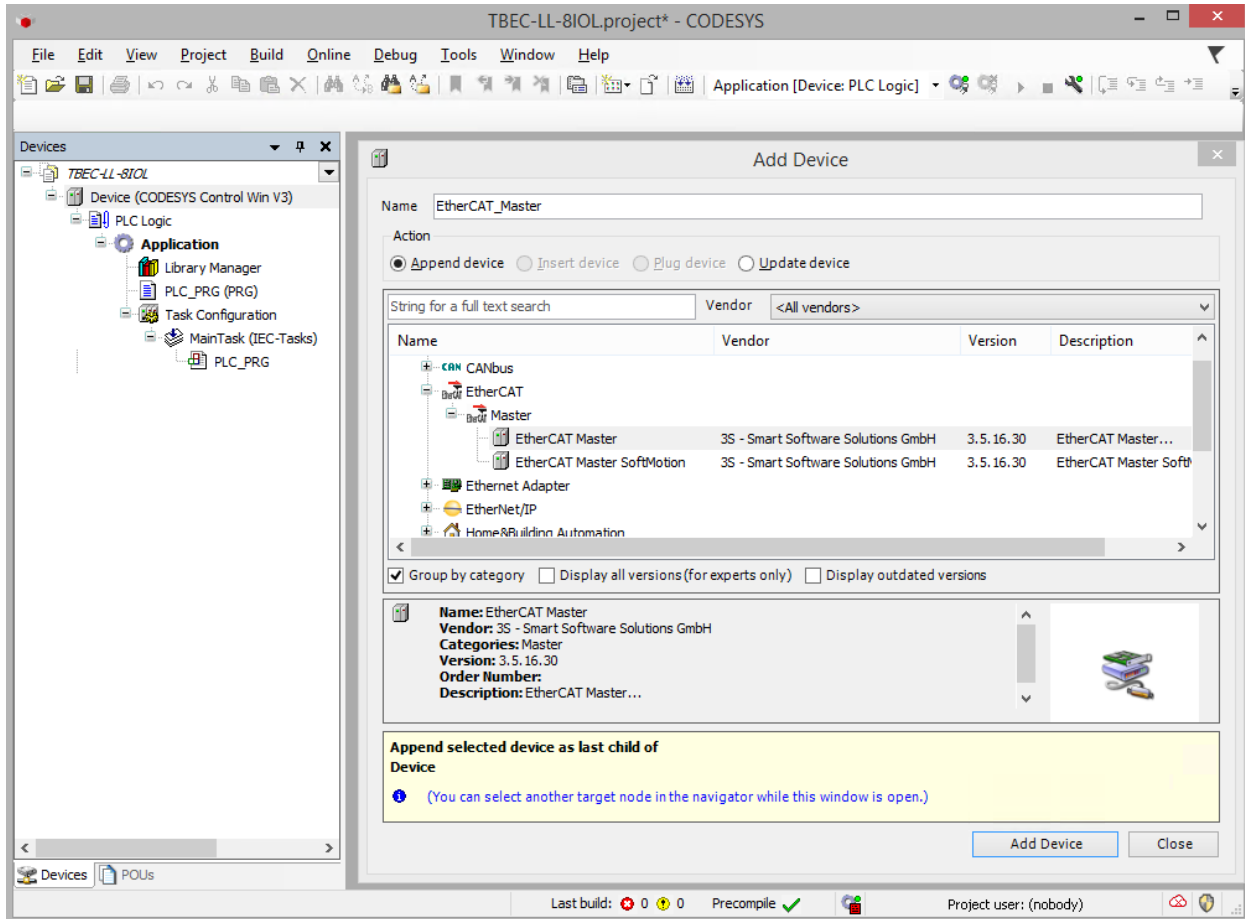 TBEC-LL-8IOL.project* - CODESYS
File Edit View Project Build Online Debug Tools Window Help
Application [Device: PLC Logic]
Devices
TBEC-LL-8IOL
Device (CODESYS Control Win V3)
PLC Logic
Application
Library Manager
PLC_PRG (PRG)
Task Configuration
MainTask (IEC-Tasks)
PLC_PRG
Devices POUs
Add Device
Name EtherCAT_Master
Action
Append device Insert device Plug device Update device
String for a full text search Vendor <All vendors>
Name Vendor Version Description
CAN CANbus
EtherCAT EtherCAT
EtherCAT Master
EtherCAT Master 3S - Smart Software Solutions GmbH 3.5.16.30 EtherCAT Master...
EtherCAT Master SoftMotion 3S - Smart Software Solutions GmbH 3.5.16.30 EtherCAT Master Soft
Ethernet Adapter
EtherNet/IP
Home&Building Automation
Group by category Display all versions (for experts only) Display outdated versions
Name: EtherCAT Master
Vendor: 3S - Smart Software Solutions GmbH
Categories: Master
Version: 3.5.16.30
Order Number:
Description: EtherCAT Master...
Append selected device as last child of
Device
(You can select another target node in the navigator while this window is open.)
Add Device Close
Last build: 0 0 Precompile Project user: (nobody)